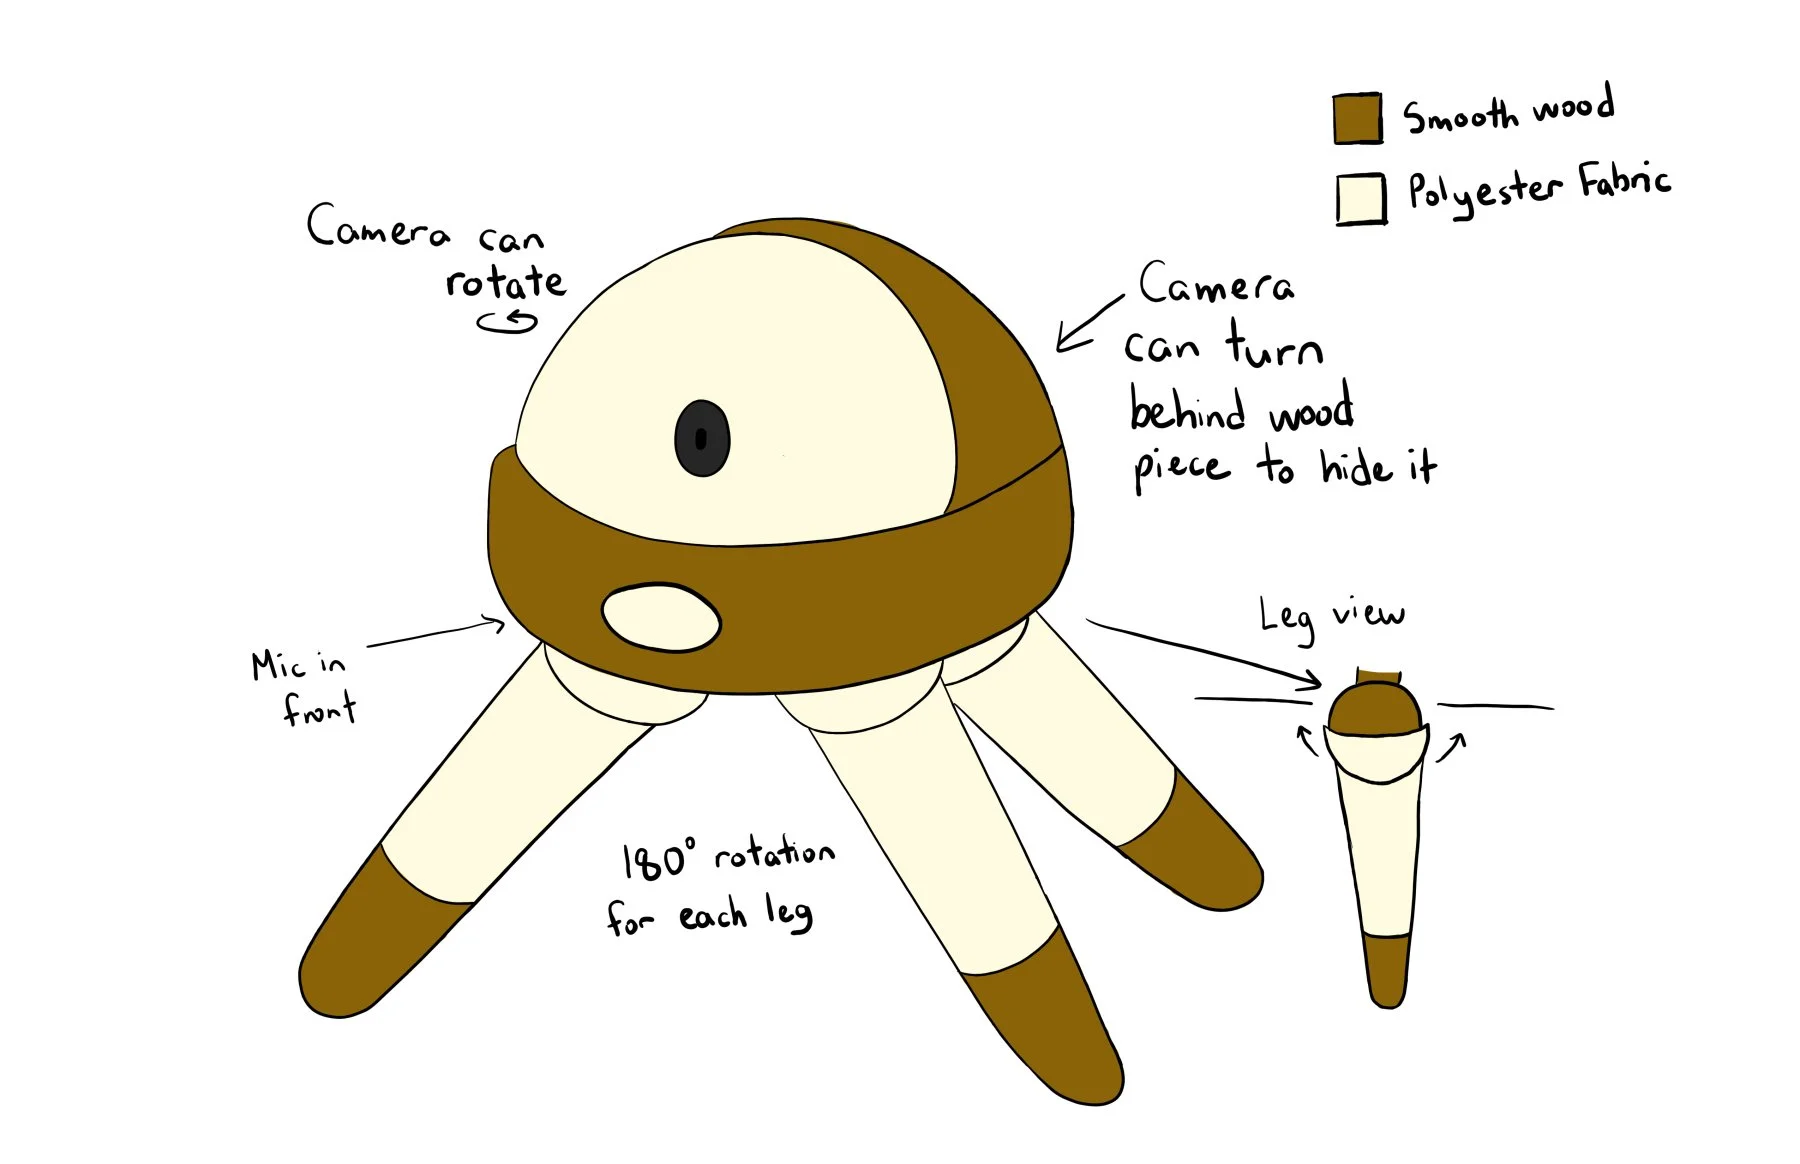 Smooth wood
Polyester Fabric
Camera can
rotate
Camera
can turn
behind wood
piece to hide it
Mic in
front
Leg view
180° rotation
for each leg